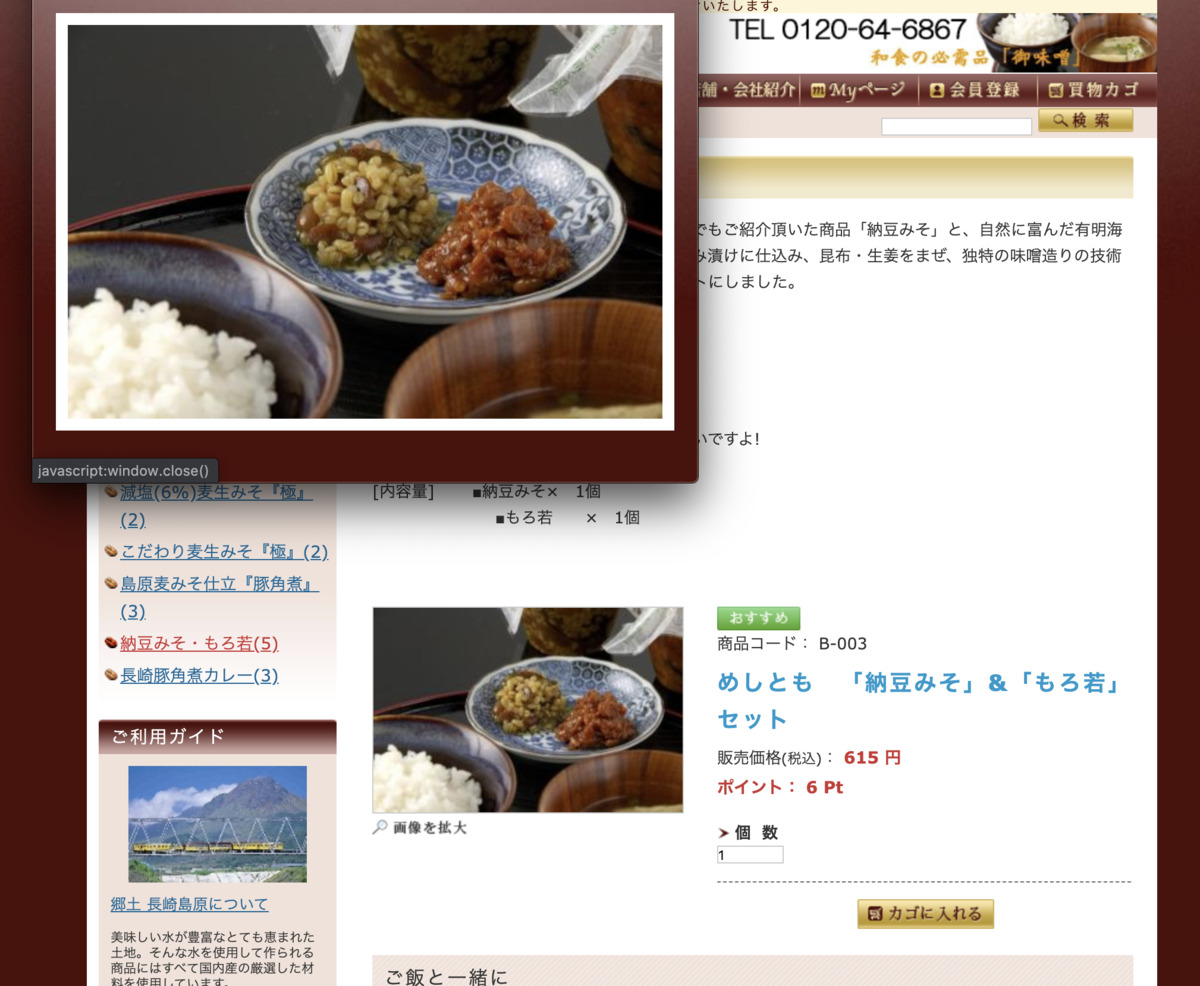 いたします。
TEL 0120-64-6867
和食の必需品「御味噌」
舗・会社紹介
Myページ
会員登録
買物カゴ
検 索
でもご紹介頂いた商品「納豆みそ」と、自然に富んだ有明海
み漬けに仕込み、昆布・生姜をまぜ、独特の味噌造りの技術
トにしました。
いですよ!
javascript:window.close()
減塩(6%)麦生みそ『極』
(2)
こだわり麦生みそ『極』(2)
島原麦みそ仕立『豚角煮』
(3)
納豆みそ・もろ若(5)
長崎豚角煮カレー(3)
ご利用ガイド
郷土 長崎島原について
美味しい水が豊富なとても恵まれた
土地。そんな水を使用して作られる
商品にはすべて国内産の厳選した材
料を使用しています。
[内容量] ■納豆みそ× 1個
■もろ若 × 1個
画像を拡大
おすすめ
商品コード： B-003
めしとも 「納豆みそ」&「もろ若」
セット
販売価格(税込)： 615 円
ポイント： 6 Pt
個 数
1
カゴに入れる
ご飯と一緒に